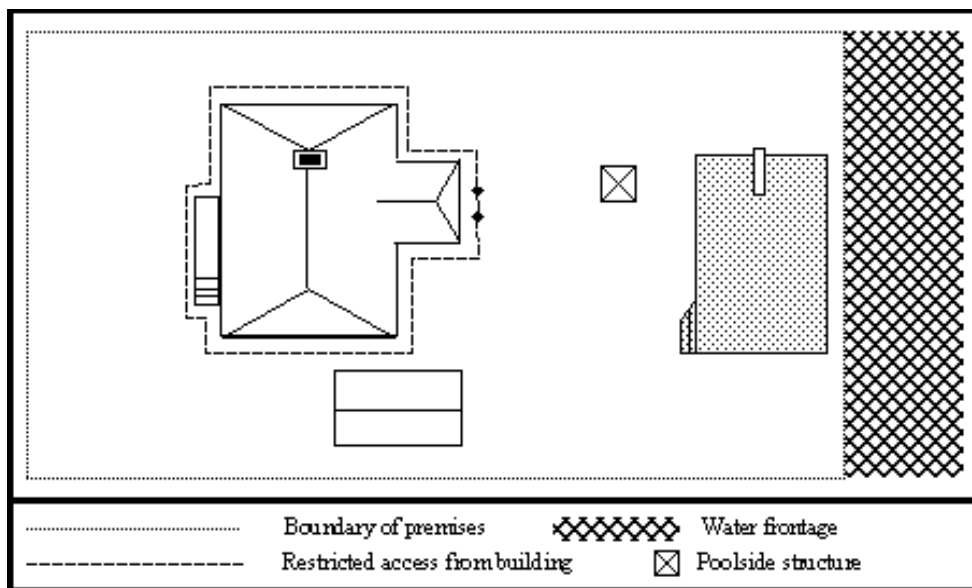 Boundary of premises Water frontage
Restricted access from building Poolside structure